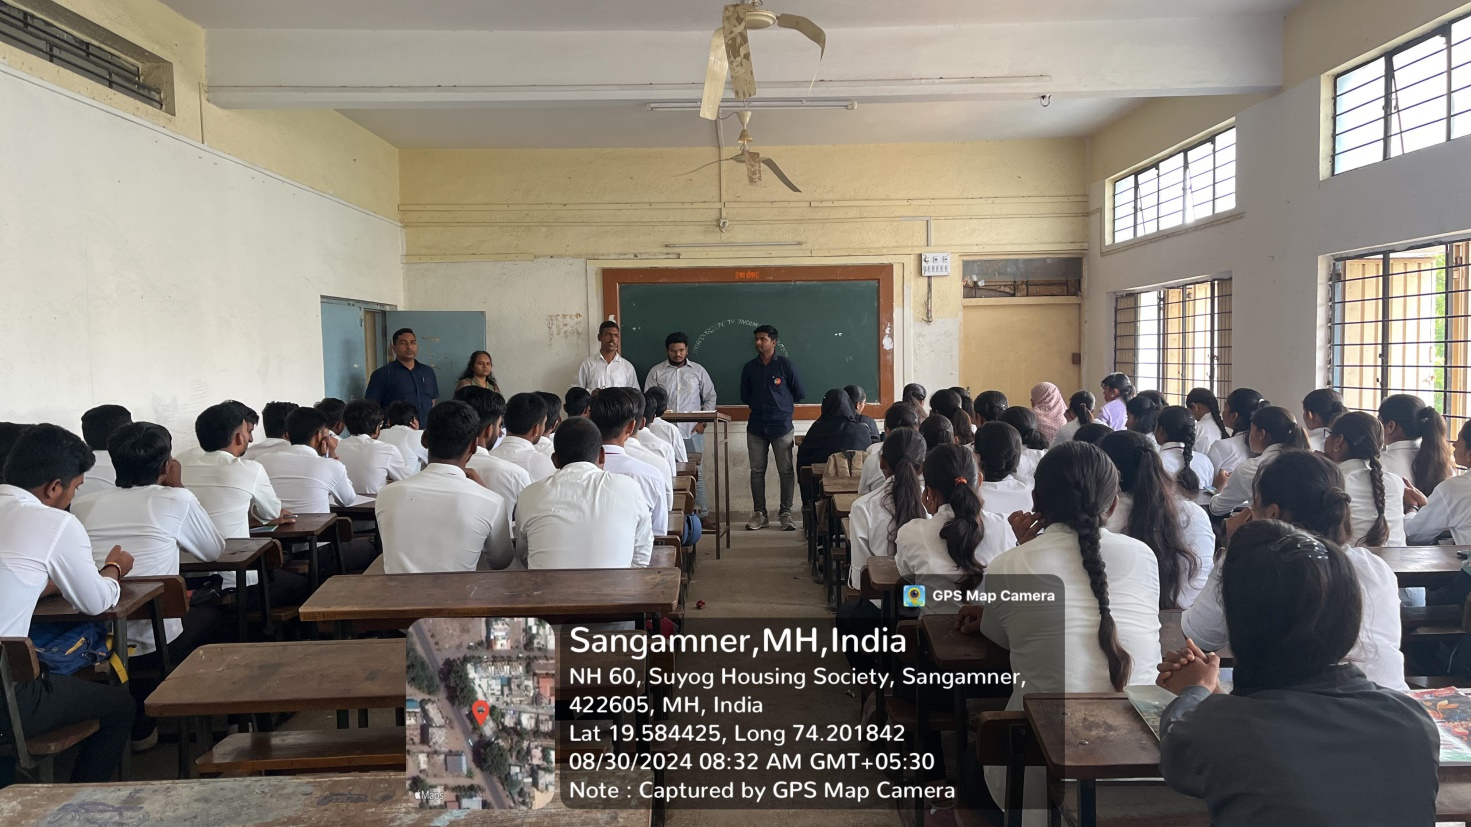 GPS Map Camera
Sangamner,MH,India
NH 60, Suyog Housing Society, Sangamner,
422605, MH, India
Lat 19.584425, Long 74.201842
08/30/2024 08:32 AM GMT+05:30
Note : Captured by GPS Map Camera
Maps